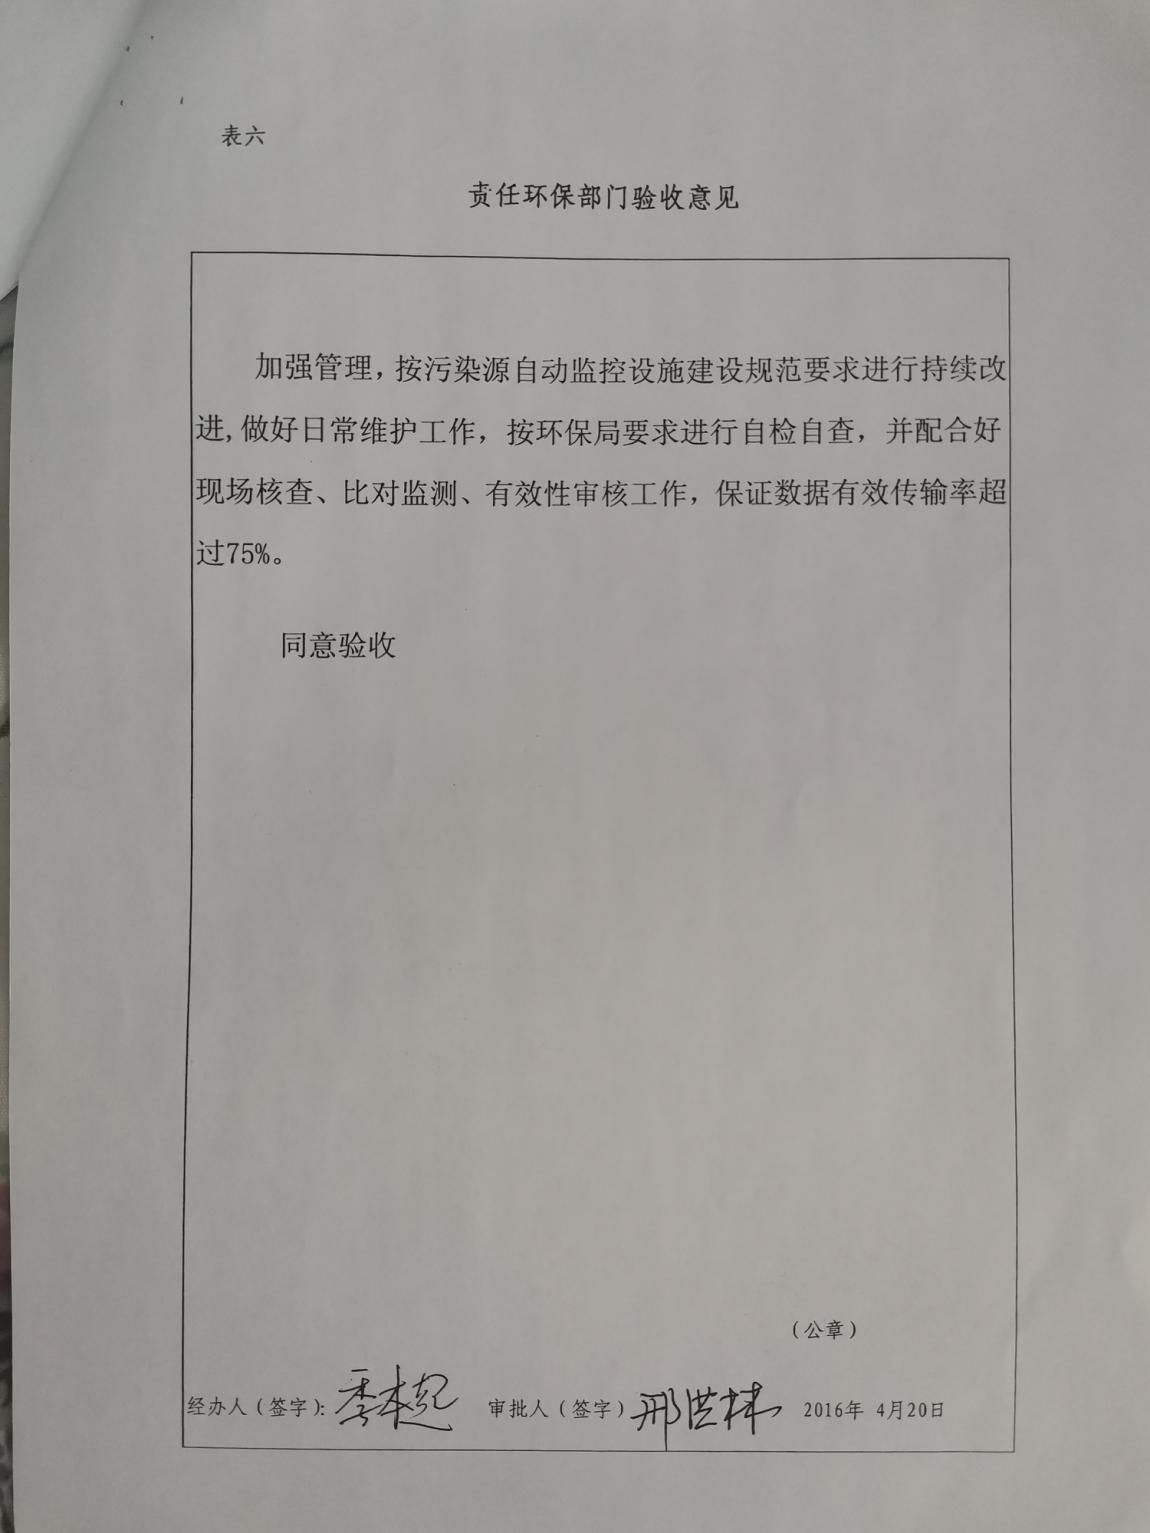 表六
责任环保部门验收意见
加强管理，按污染源自动监控设施建设规范要求进行持续改
进,做好日常维护工作，按环保局要求进行自检自查，并配合好
现场核查、比对监测、有效性审核工作，保证数据有效传输率超
过75%。
同意验收
（公章）
经办人（签字）: 审批人（签字） 邢洪林 2016年 4月20日